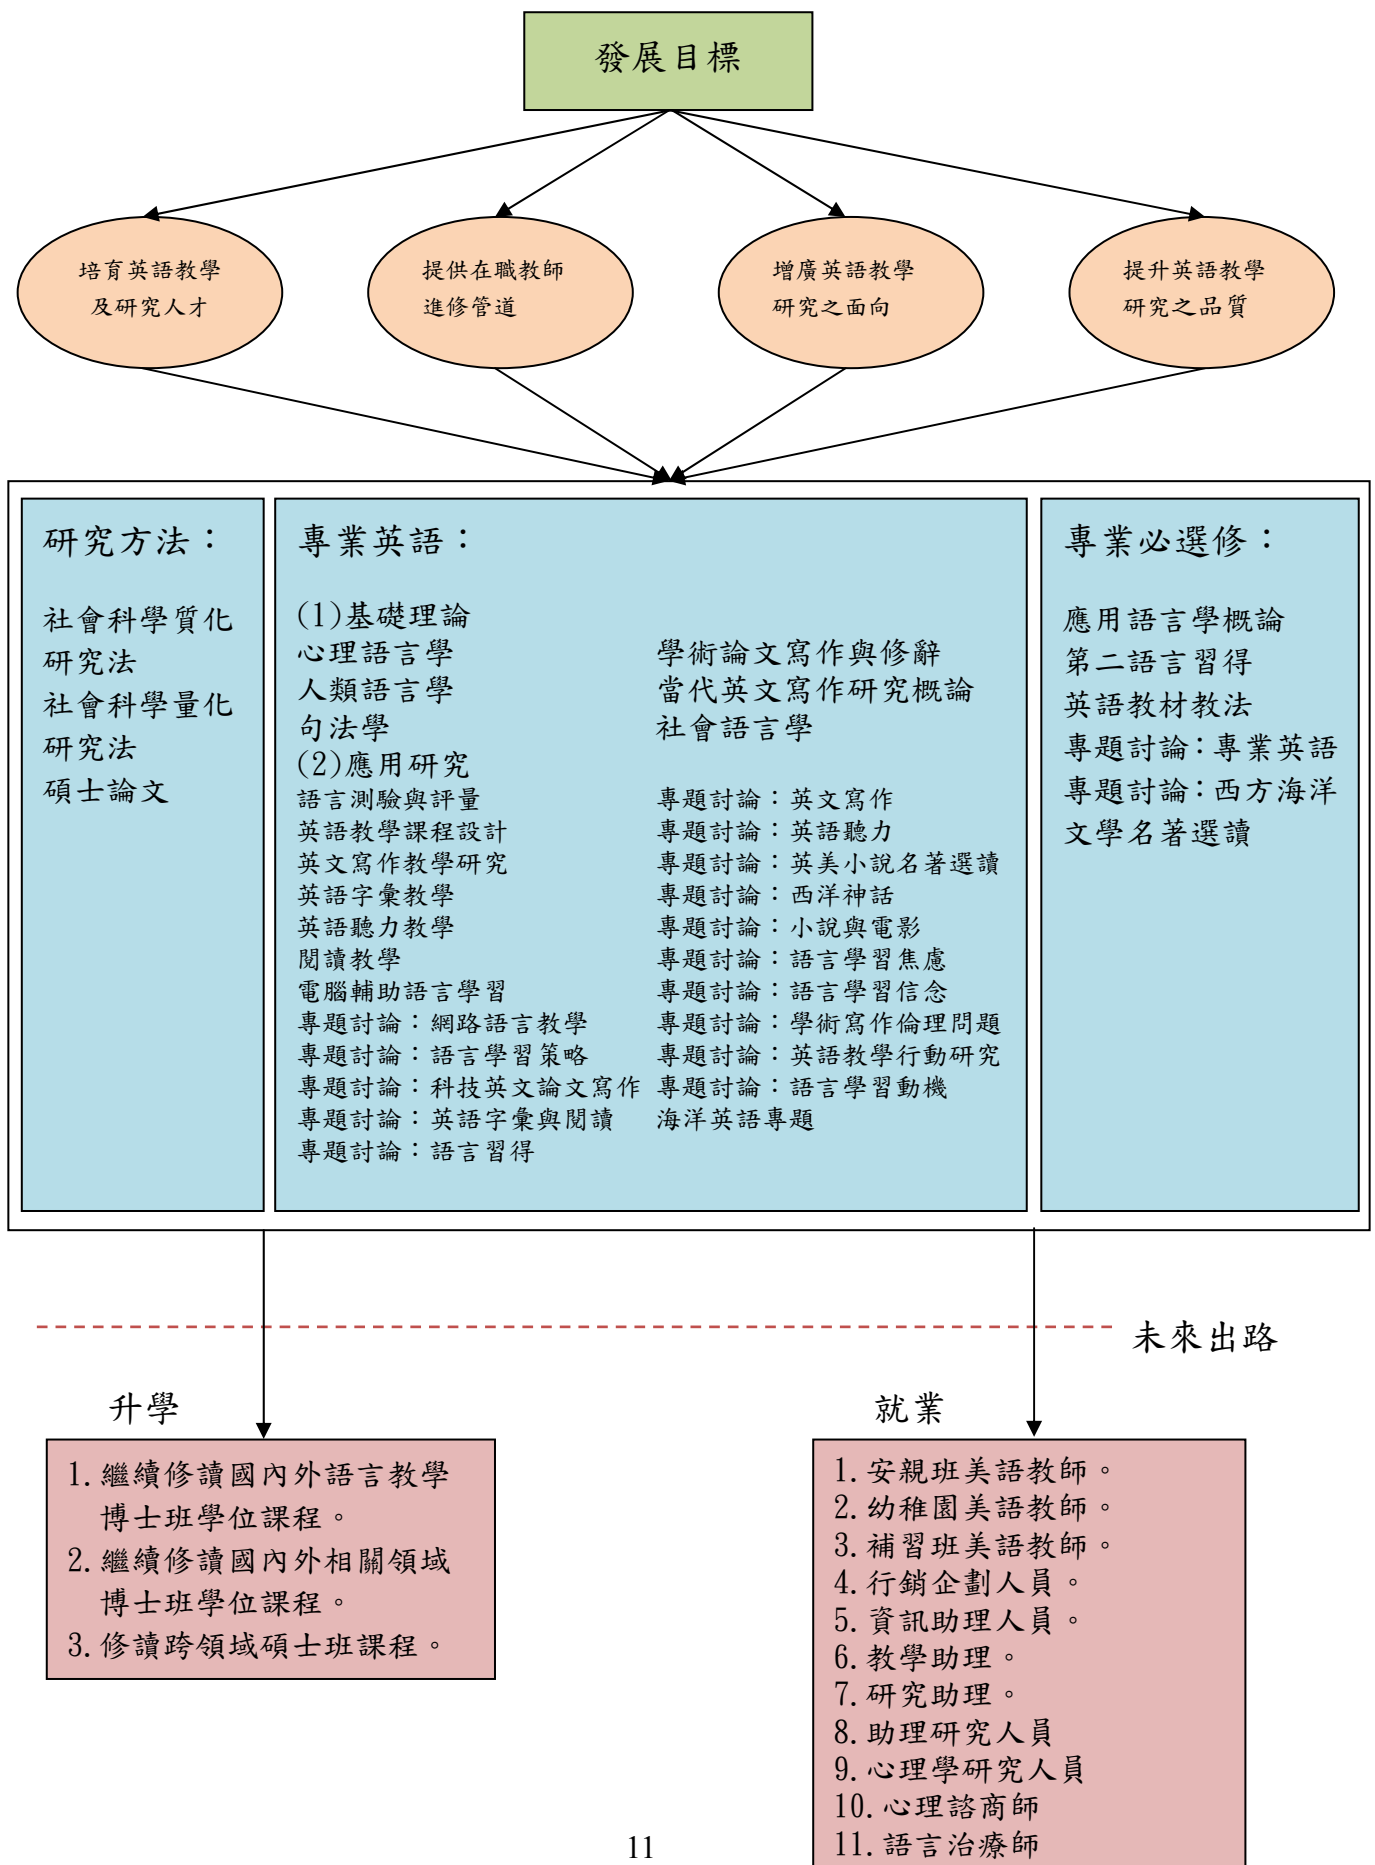 發展目標
培育英語教學
及研究人才
提供在職教師
進修管道
增廣英語教學
研究之面向
提升英語教學
研究之品質
研究方法：
社會科學質化
研究法
社會科學量化
研究法
碩士論文
專業英語：
(1)基礎理論
心理語言學
人類語言學
句法學
學術論文寫作與修辭
當代英文寫作研究概論
社會語言學
(2)應用研究
語言測驗與評量
英語教學課程設計
英文寫作教學研究
英語字彙教學
英語聽力教學
閱讀教學
電腦輔助語言學習
專題討論：網路語言教學
專題討論：語言學習策略
專題討論：科技英文論文寫作
專題討論：英語字彙與閱讀
專題討論：語言習得
專題討論：英文寫作
專題討論：英語聽力
專題討論：英美小說名著選讀
專題討論：西洋神話
專題討論：小說與電影
專題討論：語言學習焦慮
專題討論：語言學習信念
專題討論：學術寫作倫理問題
專題討論：英語教學行動研究
專題討論：語言學習動機
海洋英語專題
專業必選修：
應用語言學概論
第二語言習得
英語教材教法
專題討論：專業英語
專題討論：西方海洋
文學名著選讀
未來出路
升學
1.繼續修讀國內外語言教學
博士班學位課程。
2.繼續修讀國內外相關領域
博士班學位課程。
3.修讀跨領域碩士班課程。
就業
1.安親班美語教師。
2.幼稚園美語教師。
3.補習班美語教師。
4.行銷企劃人員。
5.資訊助理人員。
6.教學助理。
7.研究助理。
8.助理研究人員
9.心理學研究人員
10.心理諮商師
11.語言治療師
11